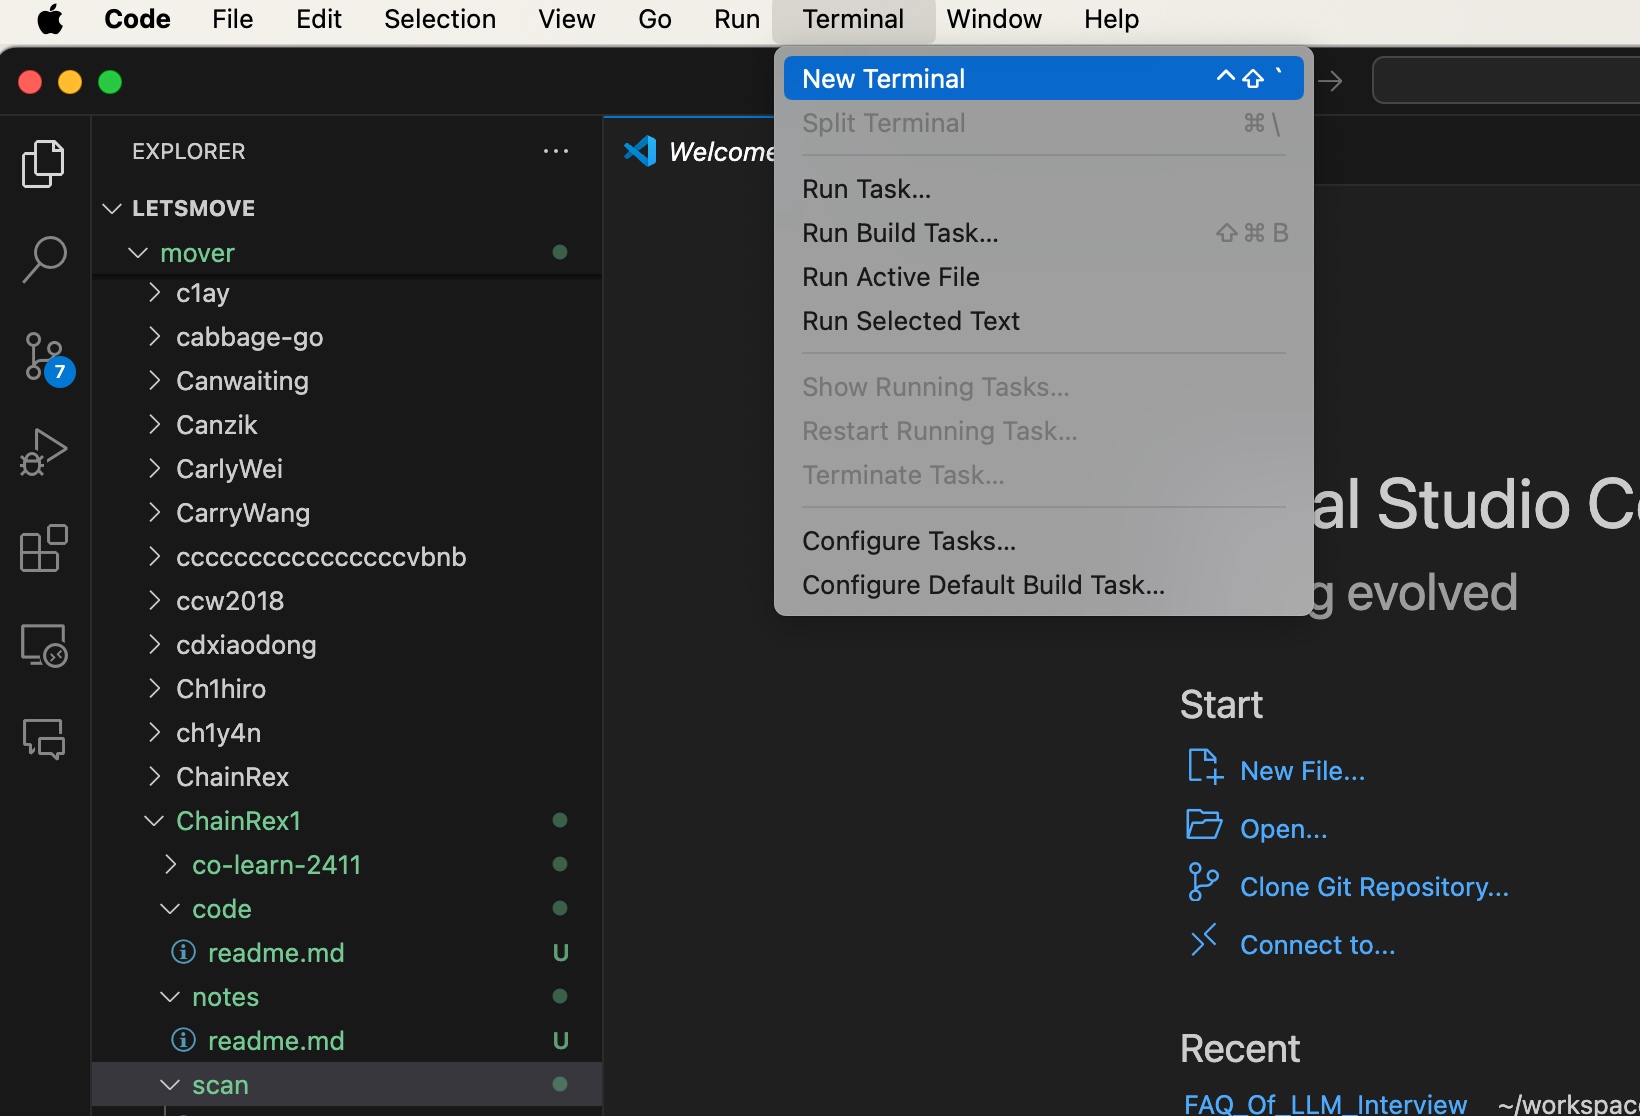 Code File Edit Selection View Go Run Terminal Window Help
New Terminal ^⇧`
Split Terminal ⌘\
Run Task...
Run Build Task... ⇧⌘B
Run Active File
Run Selected Text
Show Running Tasks...
Restart Running Task...
Terminate Task...
Configure Tasks...
Configure Default Build Task...
EXPLORER ...
LETSMOVE
mover
c1ay
cabbage-go
Canwaiting
Canzik
CarlyWei
CarryWang
ccccccccccccccccvbnb
ccw2018
cdxiaodong
Ch1hiro
ch1y4n
ChainRex
ChainRex1
co-learn-2411
code
readme.md U
notes
readme.md U
scan
7
Welcome
al Studio Co
g evolved
Start
New File...
Open...
Clone Git Repository...
Connect to...
Recent
FAQ_Of_LLM_Interview ~/workspac